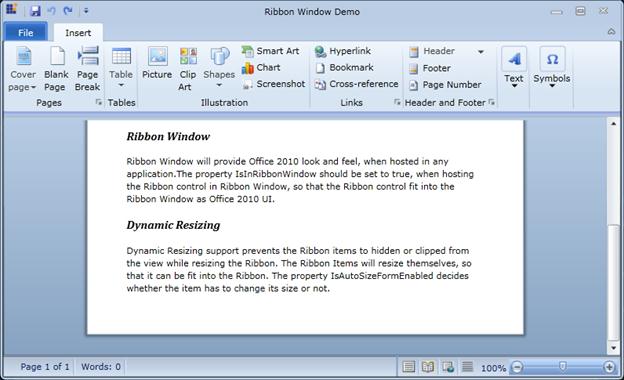 Ribbon Window Demo
File Insert
Cover page Blank Page Page Break Table Picture Clip Art Shapes Smart Art Chart Screenshot Hyperlink Bookmark Cross-reference Header Footer Page Number Text Symbols
Pages Tables Illustration Links Header and Footer
Ribbon Window
Ribbon Window will provide Office 2010 look and feel, when hosted in any
application.The property IsInRibbonWindow should be set to true, when hosting
the Ribbon control in Ribbon Window, so that the Ribbon control fit into the
Ribbon Window as Office 2010 UI.
Dynamic Resizing
Dynamic Resizing support prevents the Ribbon items to hidden or clipped from
the view while resizing the Ribbon. The Ribbon Items will resize themselves, so
that it can be fit into the Ribbon. The property IsAutoSizeFormEnabled decides
whether the item has to change its size or not.
Page 1 of 1 Words: 0 100%